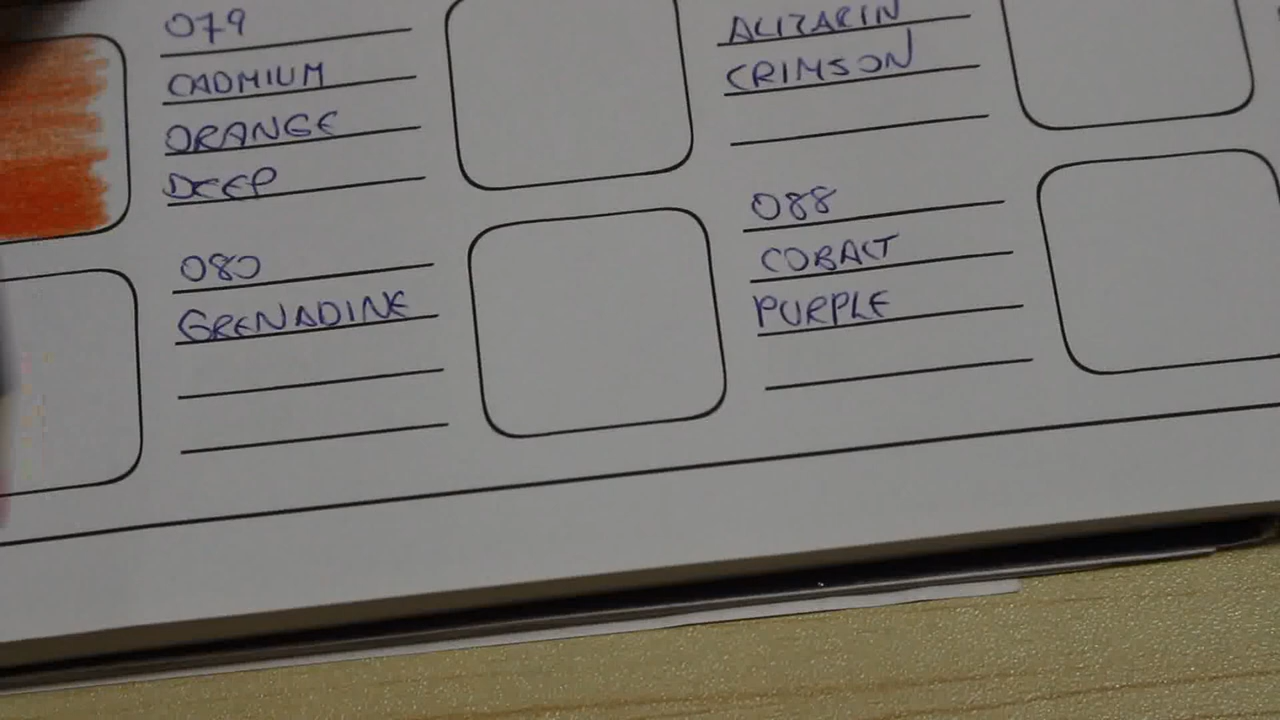 079
CADMIUM
ORANGE
DEEP
080
GRENADINE
ALIZARIN
CRIMSON
088
COBALT
PURPLE